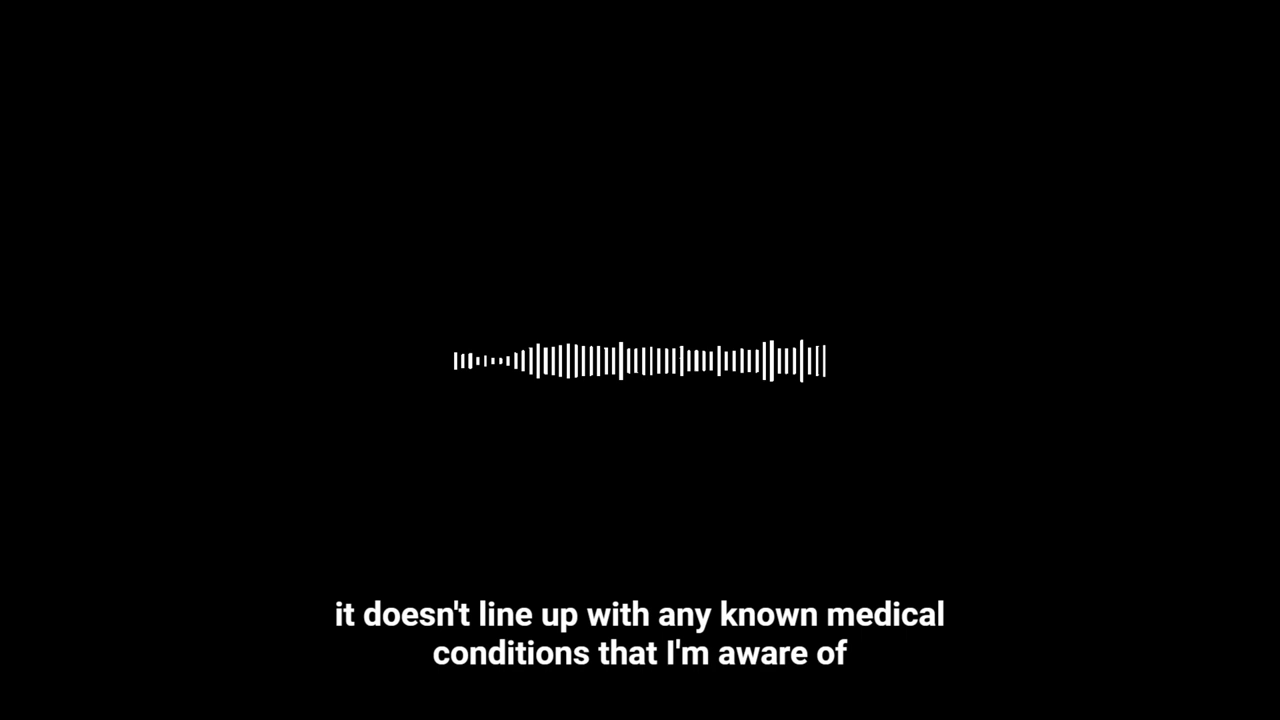 it doesn't line up with any known medical
conditions that I'm aware of